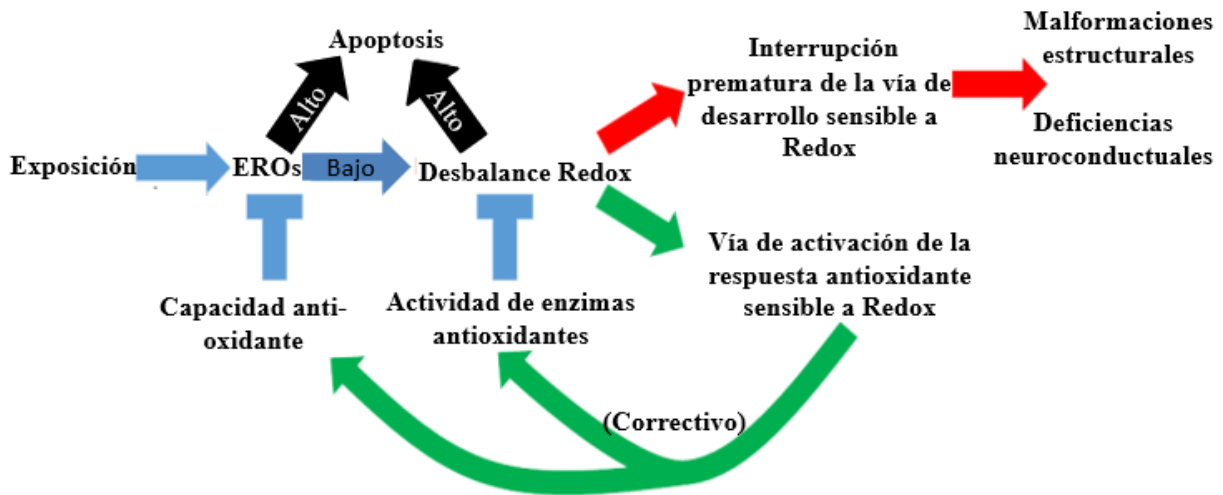 Apoptosis
Alto
Alto
Exposición
EROs
Bajo
Desbalance Redox
Interrupción
prematura de la vía de
desarrollo sensible a
Redox
Malformaciones
estructurales
Deficiencias
neuroconductuales
Capacidad anti-
oxidante
Actividad de enzimas
antioxidantes
Vía de activación de la
respuesta antioxidante
sensible a Redox
(Correctivo)